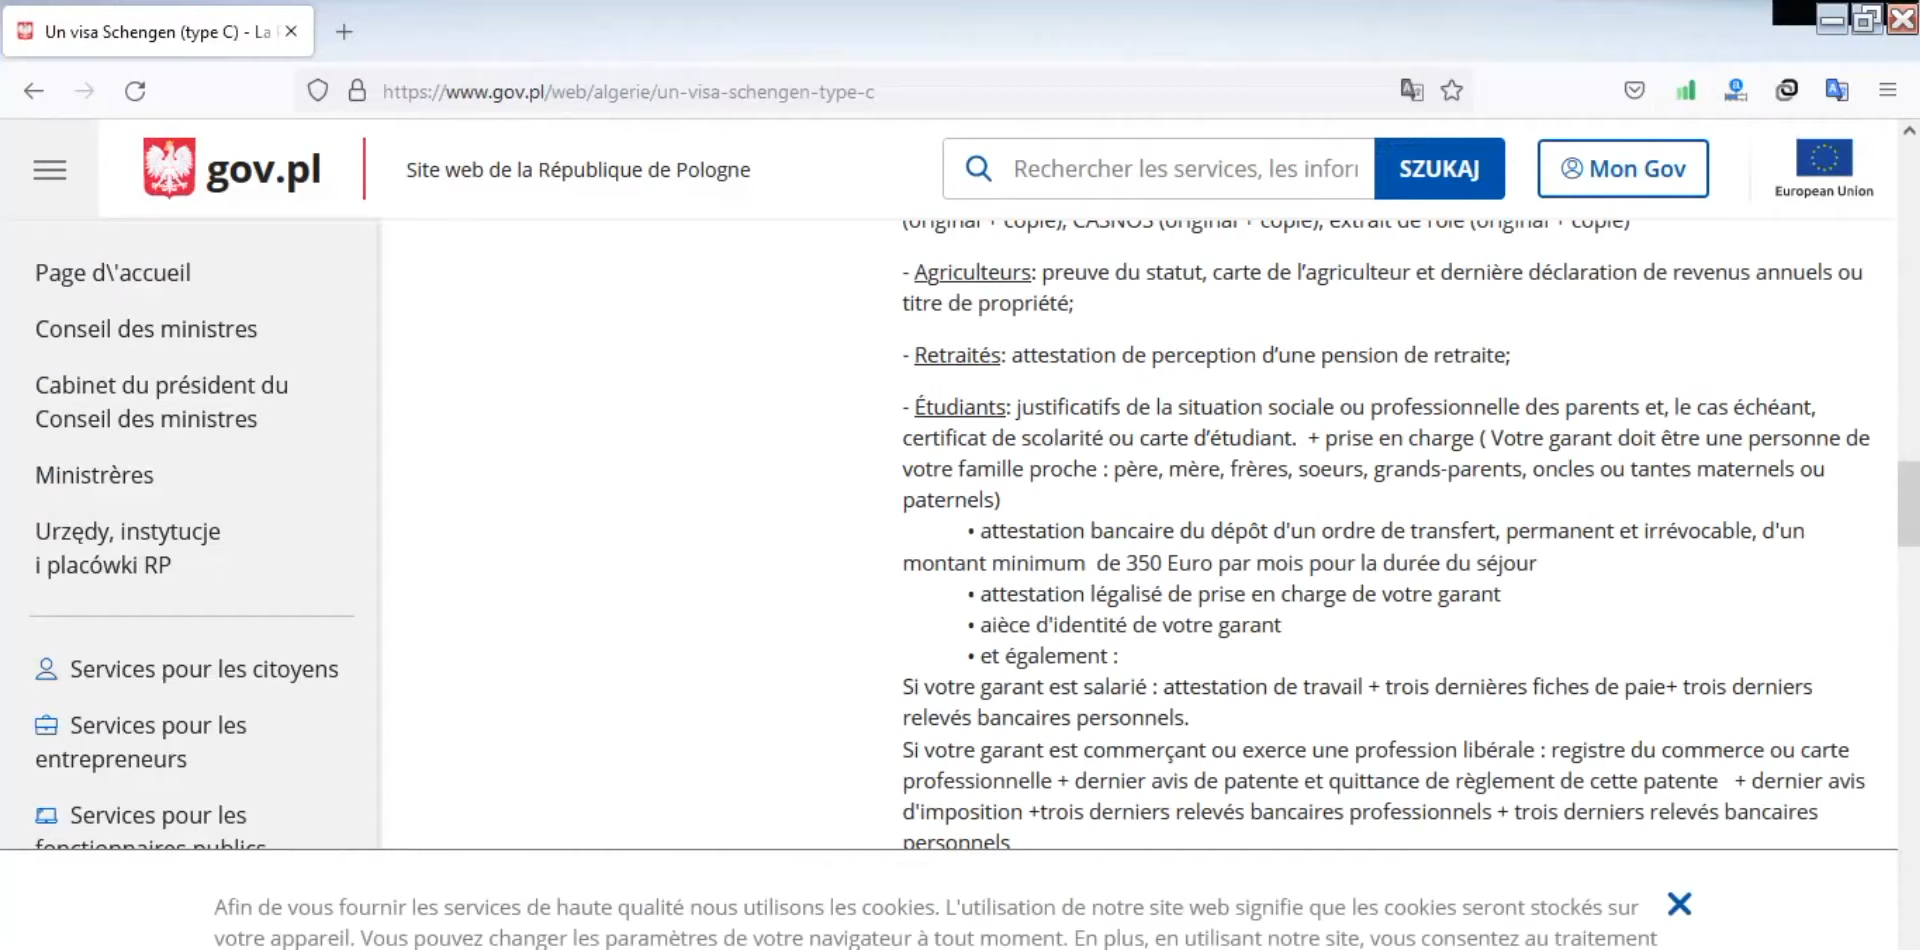 Un visa Schengen (type C) - La
https://www.gov.pl/web/algerie/un-visa-schengen-type-c
gov.pl
Site web de la République de Pologne
Rechercher les services, les infor
SZUKAJ
Mon Gov
European Union
Page d\'accueil
Conseil des ministres
Cabinet du président du
Conseil des ministres
Ministrères
Urzędy, instytucje
i placówki RP
Services pour les citoyens
Services pour les
entrepreneurs
Services pour les
fonctionnaires publics
(original + copie), CASNOS (original + copie), extrait de rôle (original + copie)
- Agriculteurs: preuve du statut, carte de l’agriculteur et dernière déclaration de revenus annuels ou
titre de propriété;
- Retraités: attestation de perception d’une pension de retraite;
- Étudiants: justificatifs de la situation sociale ou professionnelle des parents et, le cas échéant,
certificat de scolarité ou carte d’étudiant. + prise en charge ( Votre garant doit être une personne de
votre famille proche : père, mère, frères, soeurs, grands-parents, oncles ou tantes maternels ou
paternels)
• attestation bancaire du dépôt d'un ordre de transfert, permanent et irrévocable, d'un
montant minimum de 350 Euro par mois pour la durée du séjour
• attestation légalisé de prise en charge de votre garant
• aièce d'identité de votre garant
• et également :
Si votre garant est salarié : attestation de travail + trois dernières fiches de paie+ trois derniers
relevés bancaires personnels.
Si votre garant est commerçant ou exerce une profession libérale : registre du commerce ou carte
professionnelle + dernier avis de patente et quittance de règlement de cette patente + dernier avis
d'imposition +trois derniers relevés bancaires professionnels + trois derniers relevés bancaires
personnels
Afin de vous fournir les services de haute qualité nous utilisons les cookies. L'utilisation de notre site web signifie que les cookies seront stockés sur
votre appareil. Vous pouvez changer les paramètres de votre navigateur à tout moment. En plus, en utilisant notre site, vous consentez au traitement